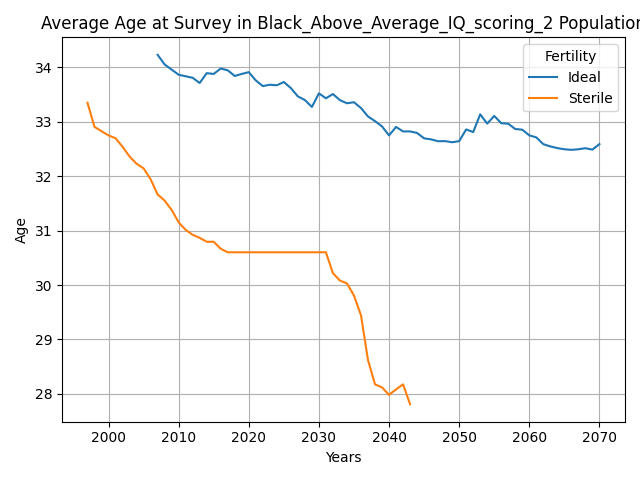 Average Age at Survey in Black_Above_Average_IQ_scoring_2 Population
Fertility
Ideal
Sterile
34
33
32
31
30
29
28
Age
2000 2010 2020 2030 2040 2050 2060 2070
Years